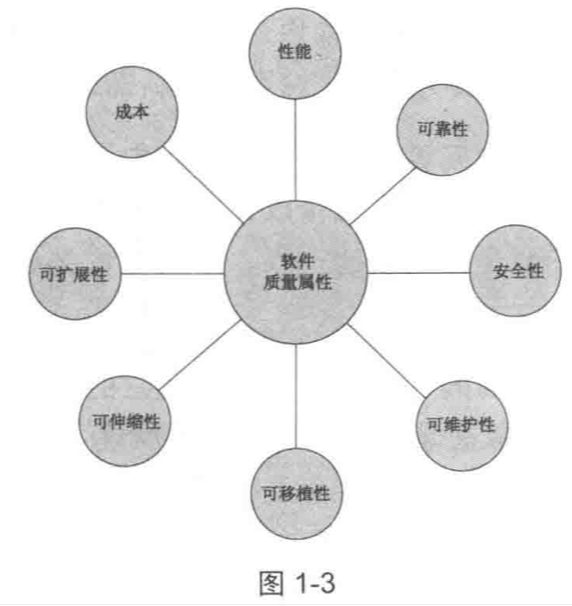 性能
成本
可靠性
软件
质量属性
可扩展性
安全性
可伸缩性
可维护性
可移植性
图 1-3